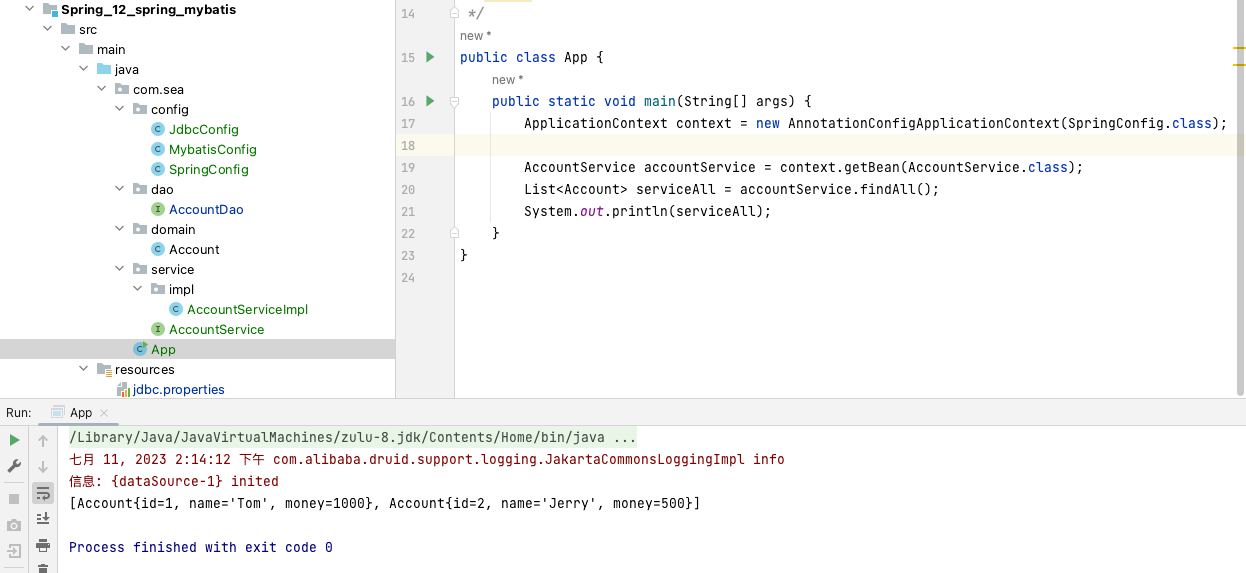 Spring_12_spring_mybatis
src
main
java
com.sea
config
JdbcConfig
MybatisConfig
SpringConfig
dao
AccountDao
domain
Account
service
impl
AccountServiceImpl
AccountService
App
resources
jdbc.properties
14 */
new *
15 public class App {
new *
16 public static void main(String[] args) {
17 ApplicationContext context = new AnnotationConfigApplicationContext(SpringConfig.class);
18
19 AccountService accountService = context.getBean(AccountService.class);
20 List<Account> serviceAll = accountService.findAll();
21 System.out.println(serviceAll);
22 }
23 }
24
Run: App
/Library/Java/JavaVirtualMachines/zulu-8.jdk/Contents/Home/bin/java ...
七月 11, 2023 2:14:12 下午 com.alibaba.druid.support.logging.JakartaCommonsLoggingImpl info
信息: {dataSource-1} inited
[Account{id=1, name='Tom', money=1000}, Account{id=2, name='Jerry', money=500}]
Process finished with exit code 0